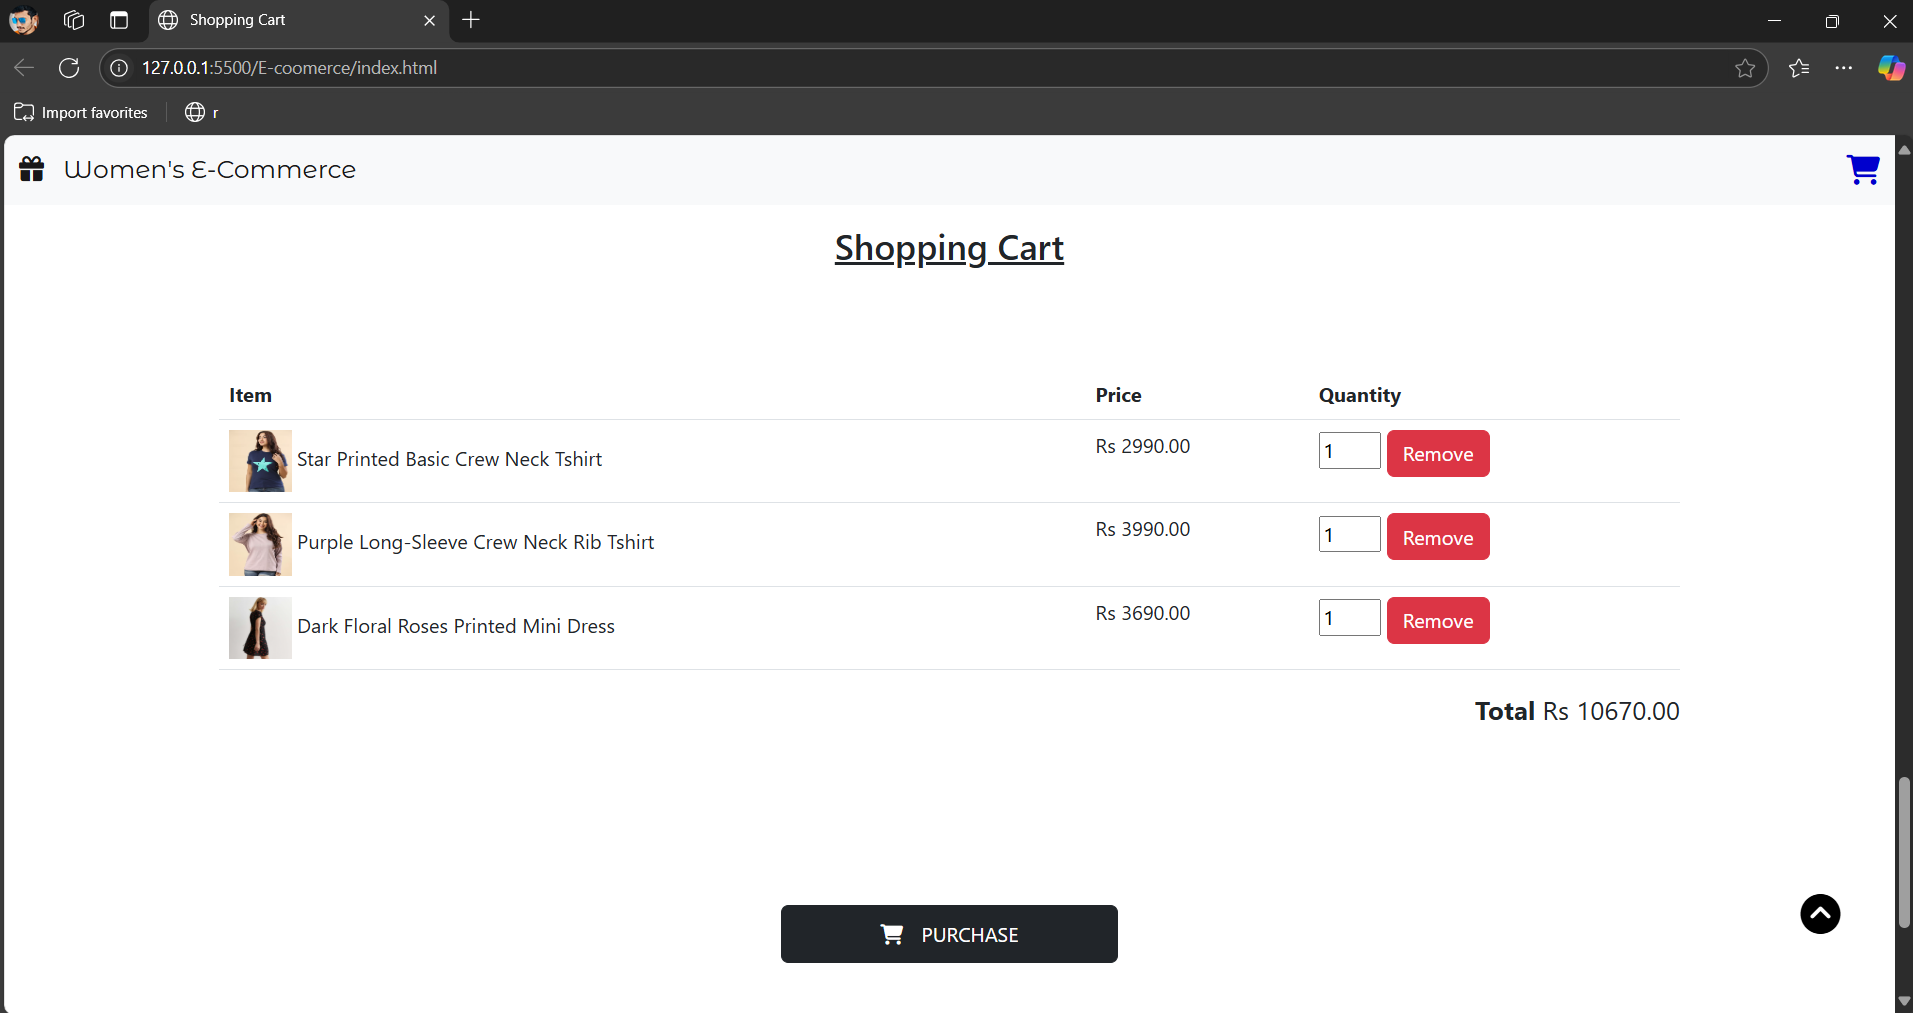 Shopping Cart
127.0.0.1:5500/E-coomerce/index.html
Import favorites r
Women's E-Commerce
Shopping Cart
Item Price Quantity
Star Printed Basic Crew Neck Tshirt Rs 2990.00 1 Remove
Purple Long-Sleeve Crew Neck Rib Tshirt Rs 3990.00 1 Remove
Dark Floral Roses Printed Mini Dress Rs 3690.00 1 Remove
Total Rs 10670.00
PURCHASE